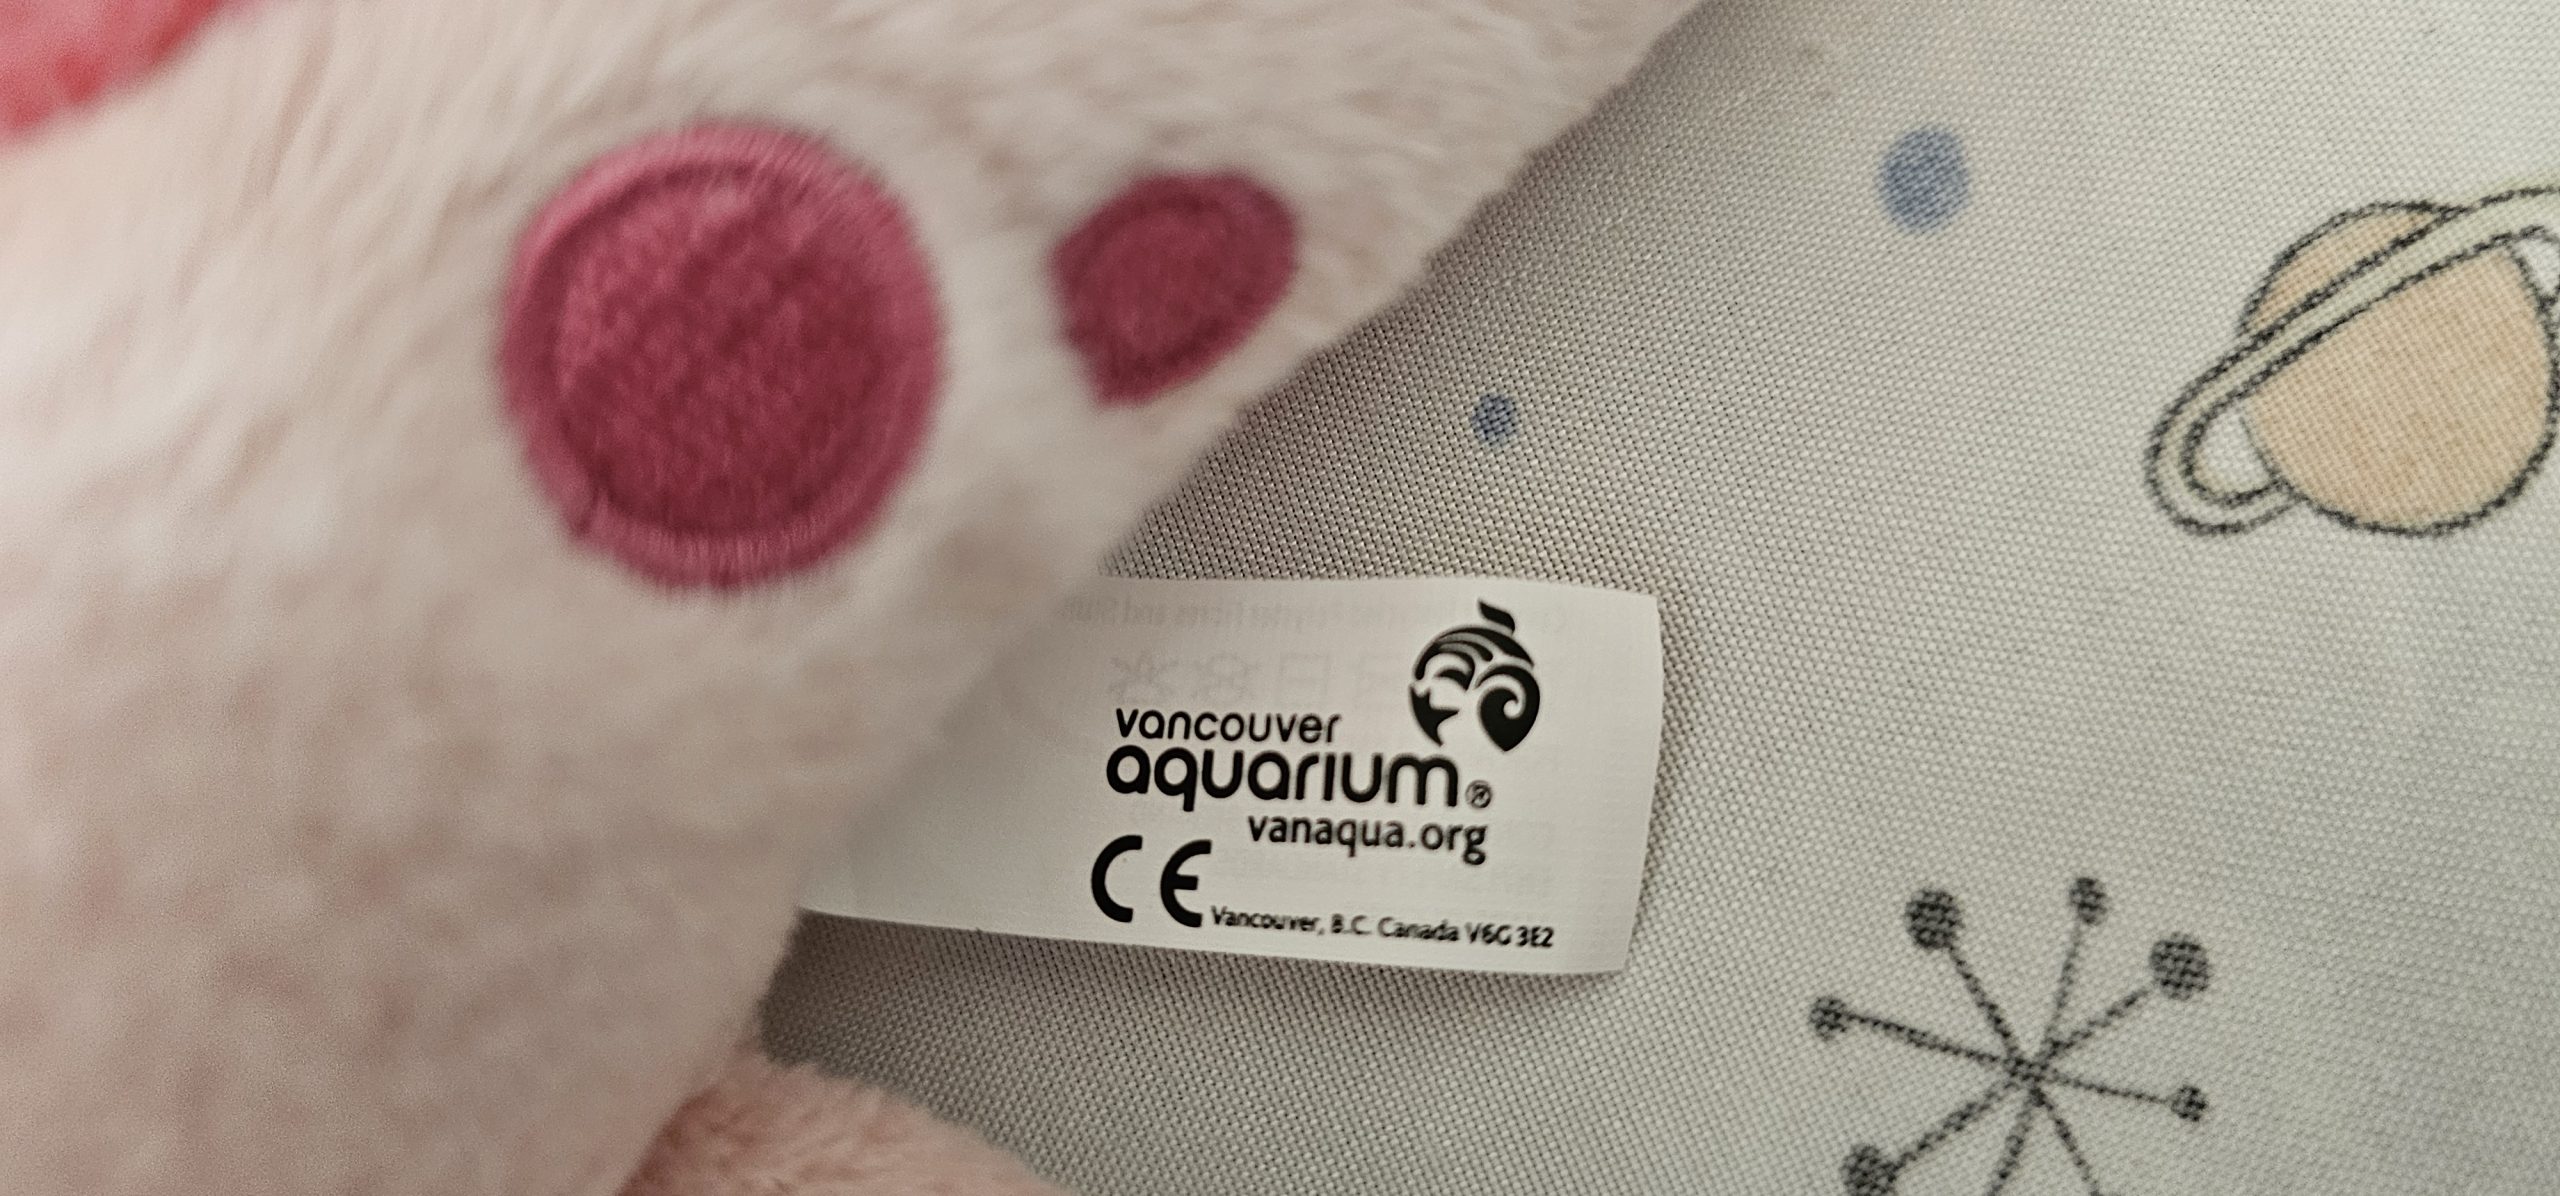 vancouver
aquarium®
vanaqua.org
CE Vancouver, B.C. Canada V6G 3E2